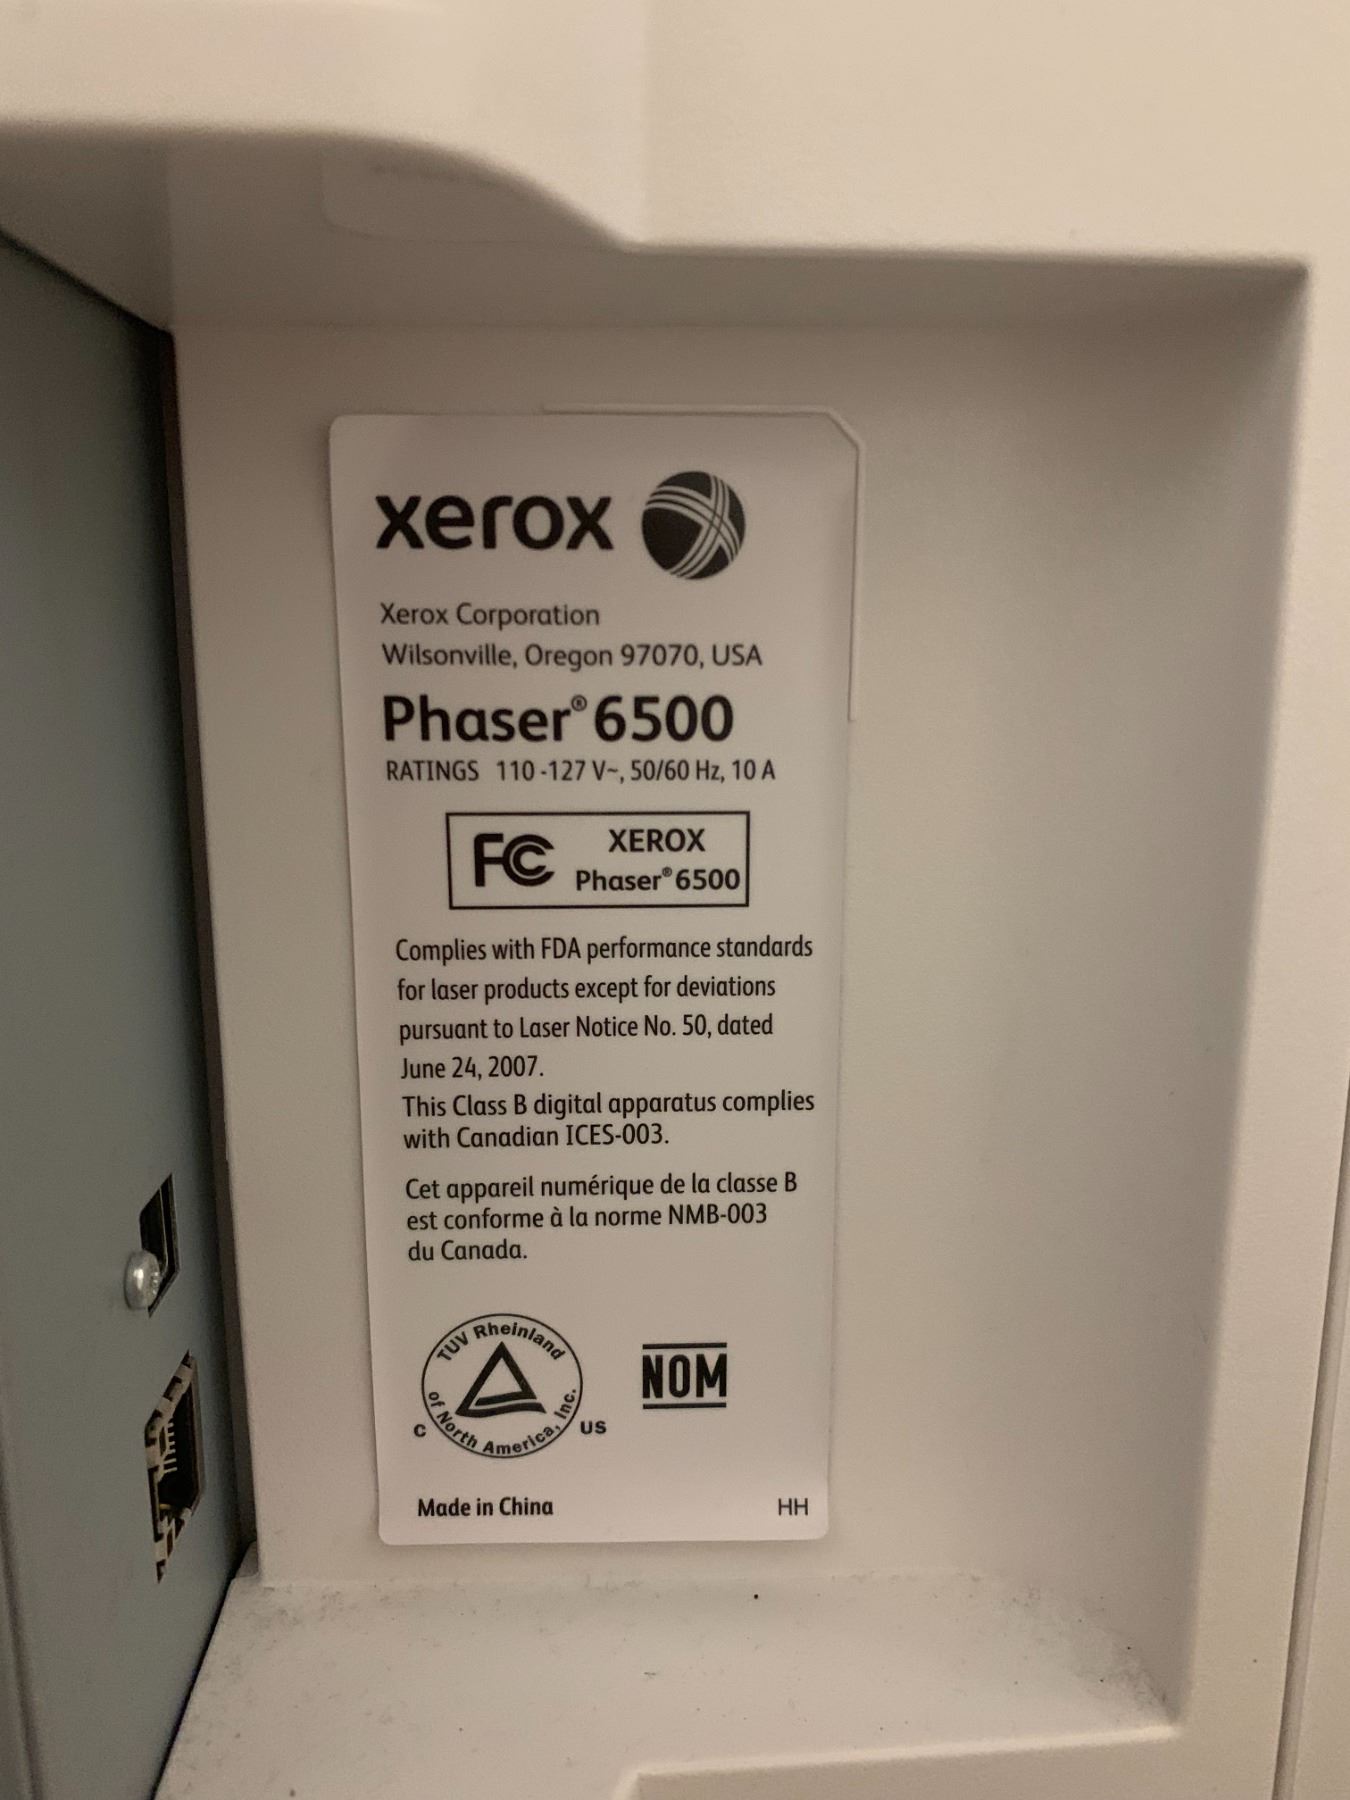 xerox
Xerox Corporation
Wilsonville, Oregon 97070, USA
Phaser® 6500
RATINGS 110-127 V~, 50/60 Hz, 10 A
FC XEROX
Phaser® 6500
Complies with FDA performance standards
for laser products except for deviations
pursuant to Laser Notice No. 50, dated
June 24, 2007.
This Class B digital apparatus complies
with Canadian ICES-003.
Cet appareil numérique de la classe B
est conforme à la norme NMB-003
du Canada.
TUV Rheinland
of North America, Inc.
C US
NOM
Made in China HH